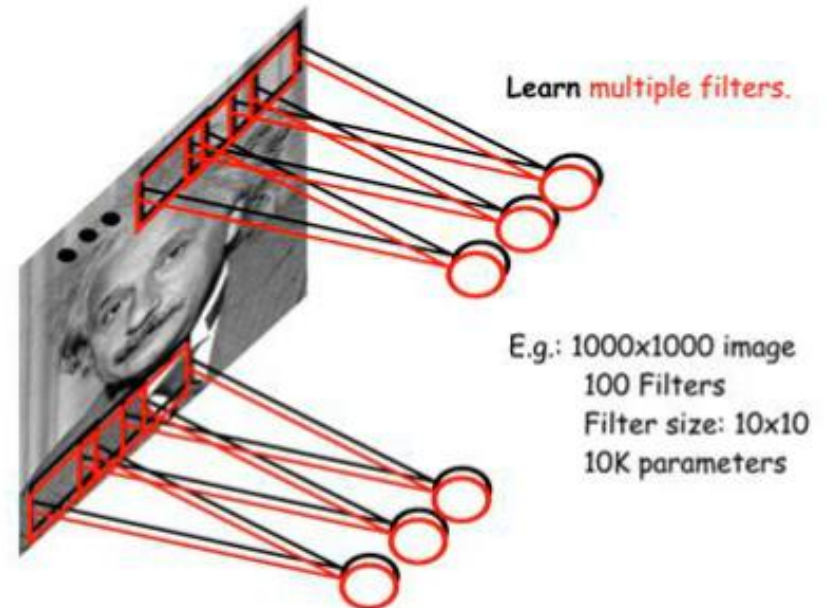 Learn multiple filters.
E.g.: 1000x1000 image
100 Filters
Filter size: 10x10
10K parameters